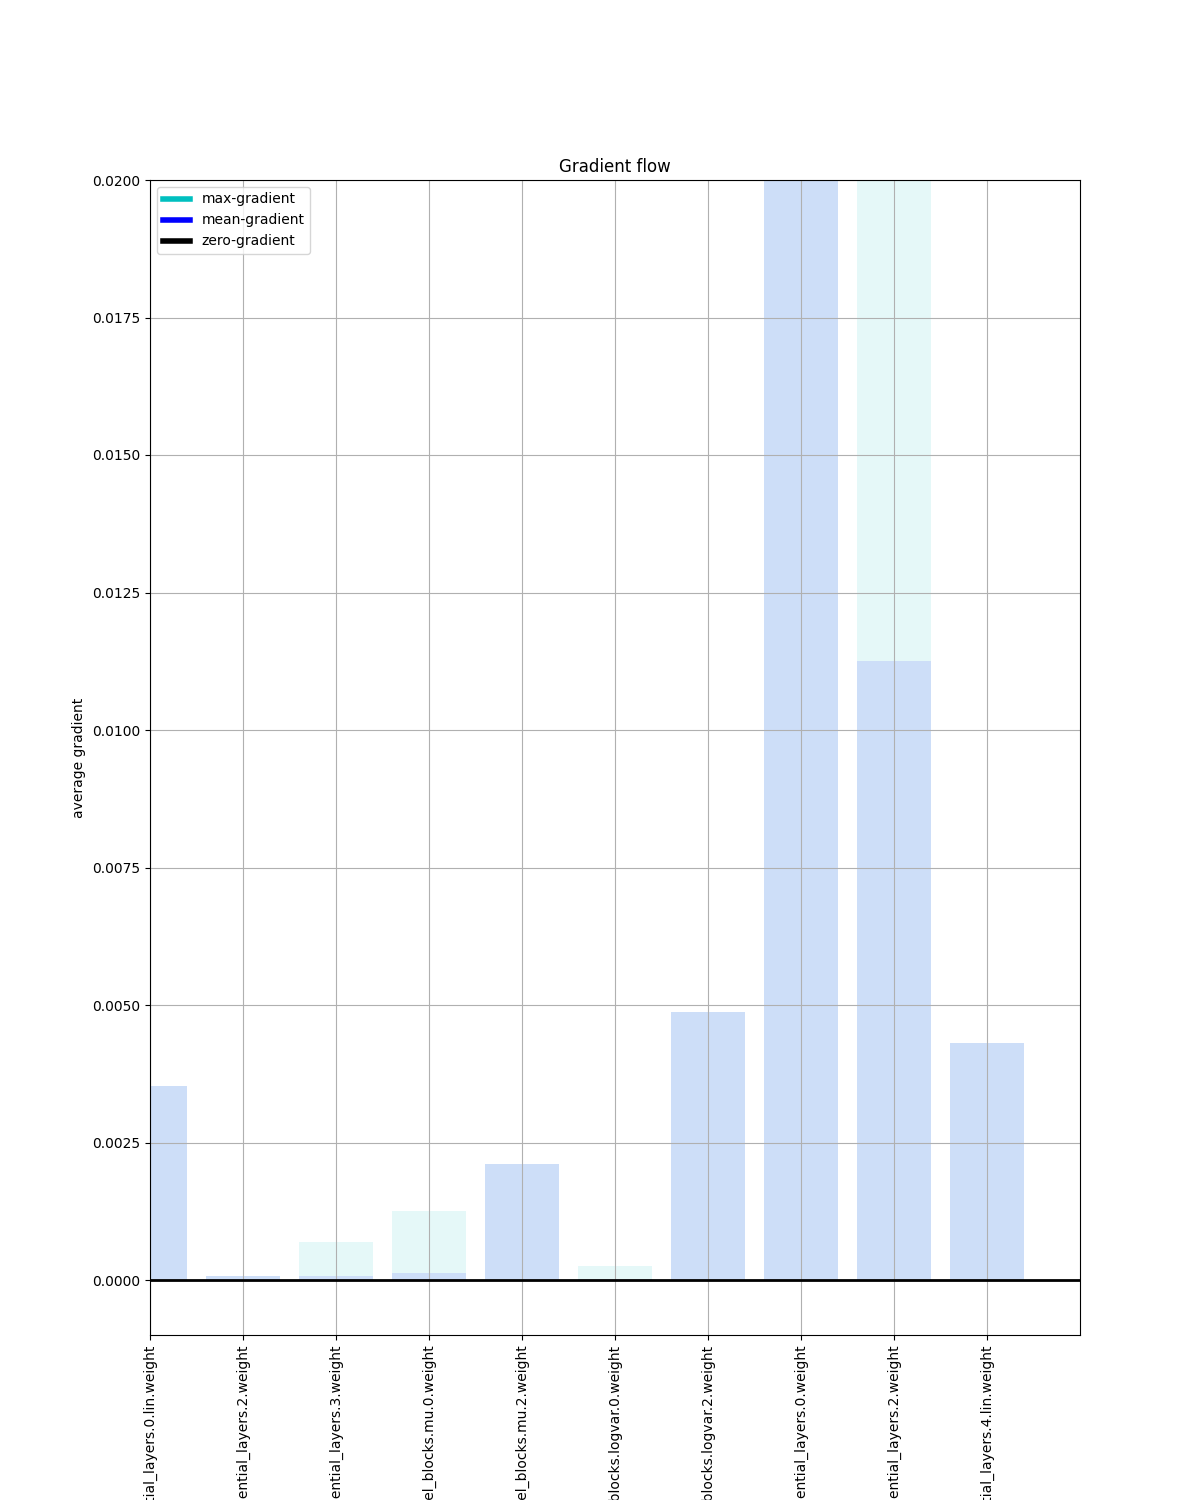 Gradient flow
max-gradient
mean-gradient
zero-gradient
0.0200
0.0175
0.0150
0.0125
0.0100
0.0075
0.0050
0.0025
0.0000
average gradient
tial_layers.0.lin.weight
ential_layers.2.weight
ential_layers.3.weight
el_blocks.mu.0.weight
el_blocks.mu.2.weight
blocks.logvar.0.weight
blocks.logvar.2.weight
ential_layers.0.weight
ential_layers.2.weight
tial_layers.4.lin.weight